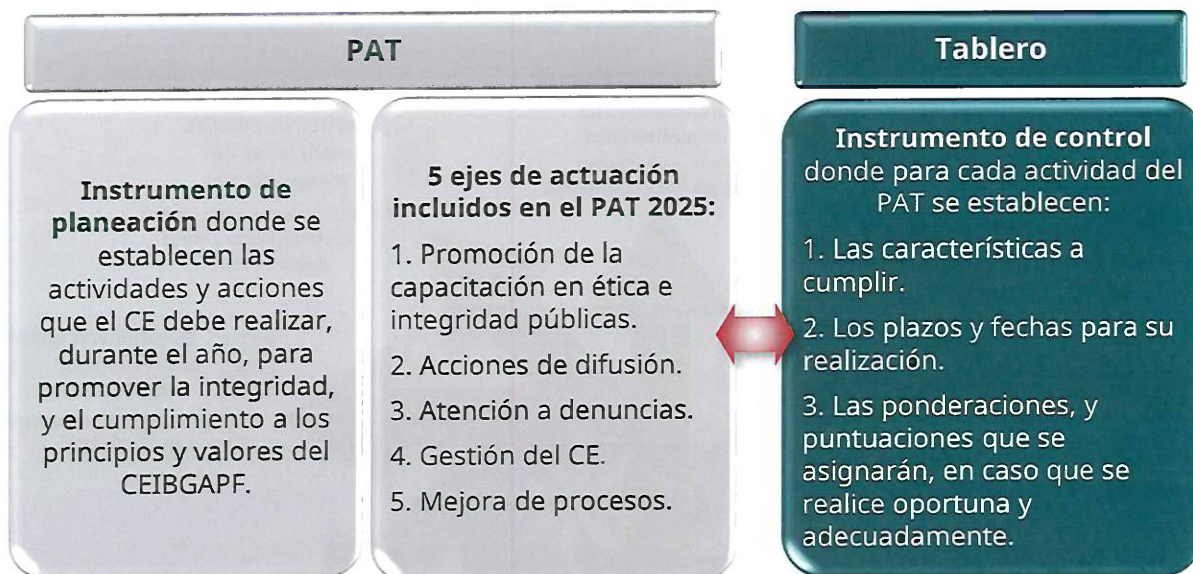 PAT
Instrumento de
planeación donde se
establecen las
actividades y acciones
que el CE debe realizar,
durante el año, para
promover la integridad,
y el cumplimiento a los
principios y valores del
CEIBGAPF.
5 ejes de actuación
incluidos en el PAT 2025:
1. Promoción de la
capacitación en ética e
integridad públicas.
2. Acciones de difusión.
3. Atención a denuncias.
4. Gestión del CE.
5. Mejora de procesos.
Tablero
Instrumento de control
donde para cada actividad del
PAT se establecen:
1. Las características a
cumplir.
2. Los plazos y fechas para su
realización.
3. Las ponderaciones, y
puntuaciones que se
asignarán, en caso que se
realice oportuna y
adecuadamente.